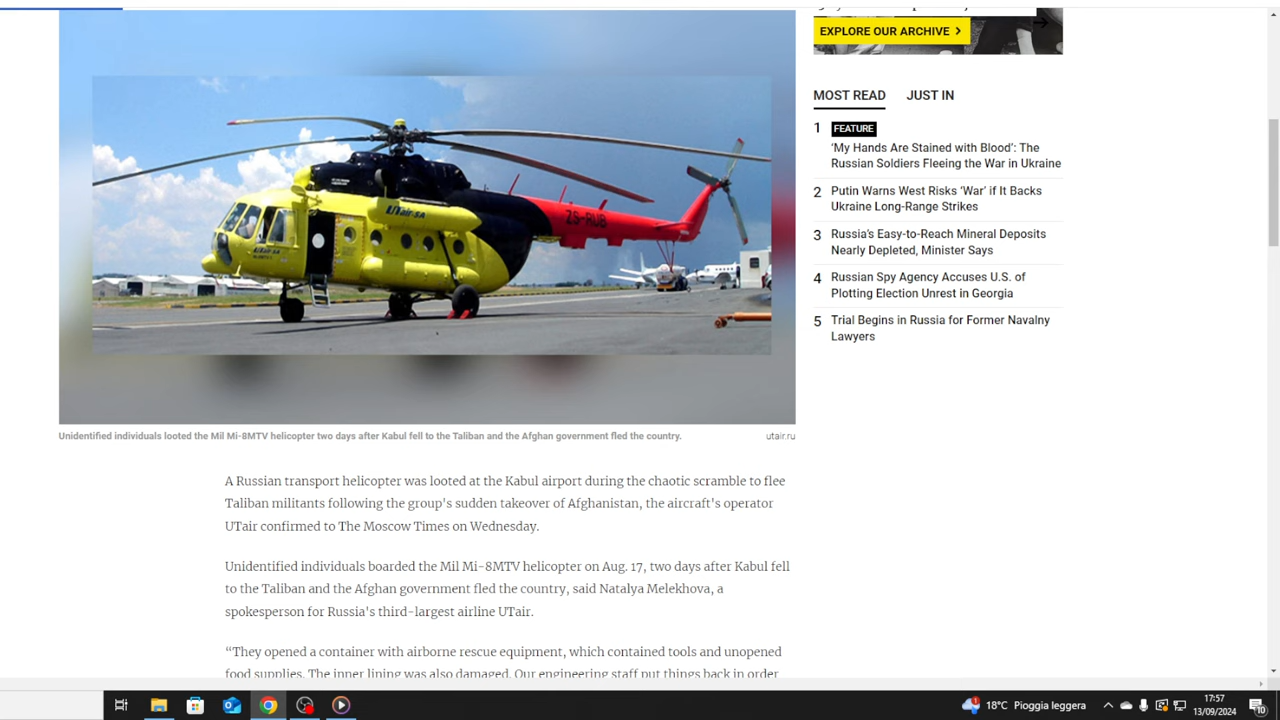 EXPLORE OUR ARCHIVE
MOST READ
JUST IN
1 FEATURE
‘My Hands Are Stained with Blood’: The
Russian Soldiers Fleeing the War in Ukraine
2 Putin Warns West Risks ‘War’ if It Backs
Ukraine Long-Range Strikes
3 Russia’s Easy-to-Reach Mineral Deposits
Nearly Depleted, Minister Says
4 Russian Spy Agency Accuses U.S. of
Plotting Election Unrest in Georgia
5 Trial Begins in Russia for Former Navalny
Lawyers
UTair-SA
ZS-RUB
UTair-SA
Unidentified individuals looted the Mil Mi-8MTV helicopter two days after Kabul fell to the Taliban and the Afghan government fled the country.
utair.ru
A Russian transport helicopter was looted at the Kabul airport during the chaotic scramble to flee
Taliban militants following the group's sudden takeover of Afghanistan, the aircraft's operator
UTair confirmed to The Moscow Times on Wednesday.
Unidentified individuals boarded the Mil Mi-8MTV helicopter on Aug. 17, two days after Kabul fell
to the Taliban and the Afghan government fled the country, said Natalya Melekhova, a
spokesperson for Russia's third-largest airline UTair.
“They opened a container with airborne rescue equipment, which contained tools and unopened
food supplies. The inner lining was also damaged. Our engineering staff put things back in order
18°C Pioggia leggera
17:57
13/09/2024
10